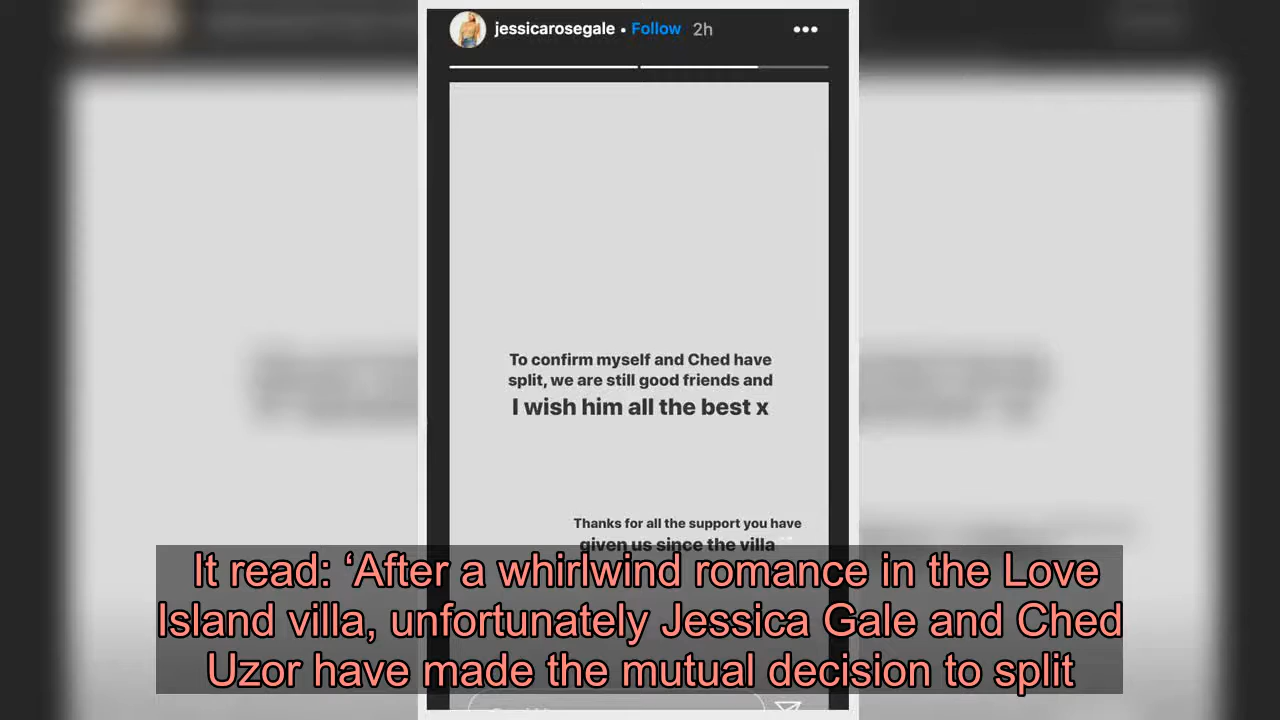 jessicarosegale • Follow 2h
To confirm myself and Ched have
split, we are still good friends and
I wish him all the best x
Thanks for all the support you have
given us since the villa
It read: ‘After a whirlwind romance in the Love
Island villa, unfortunately Jessica Gale and Ched
Uzor have made the mutual decision to split